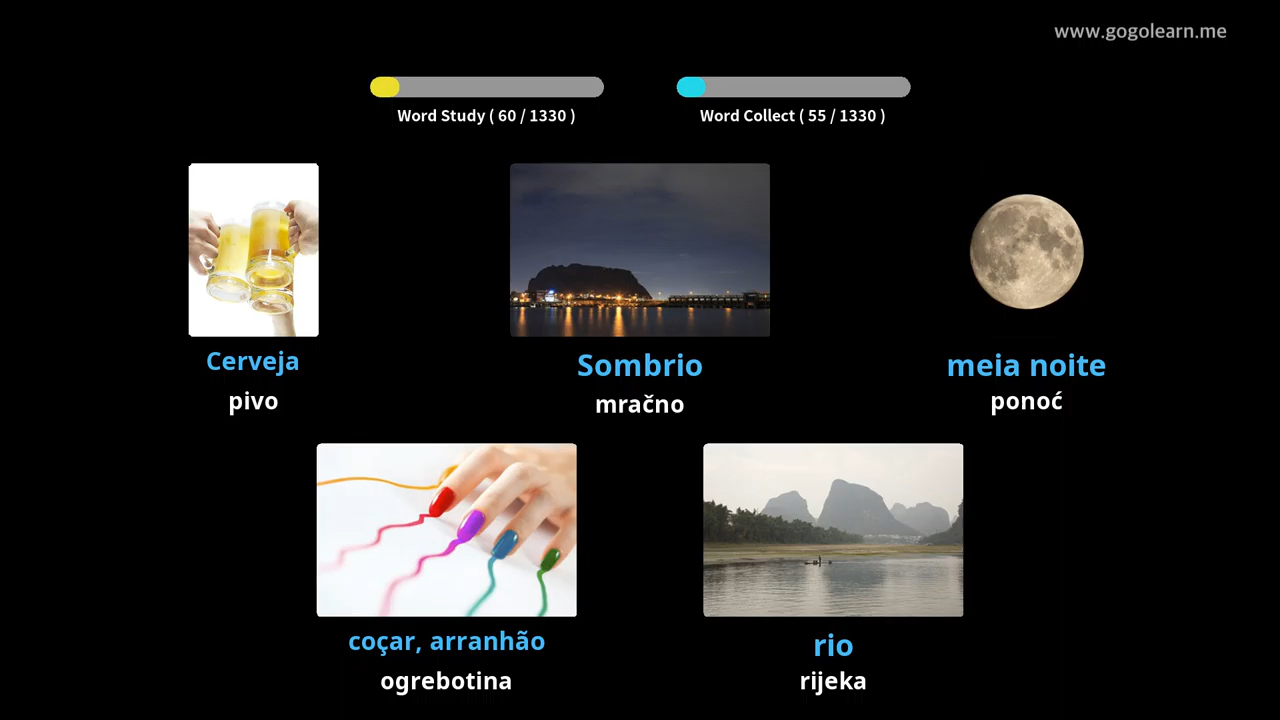 www.gogolearn.me
Word Study ( 60 / 1330 )
Word Collect ( 55 / 1330 )
Cerveja
pivo
Sombrio
mračno
meia noite
ponoć
coçar, arranhão
ogrebotina
rio
rijeka